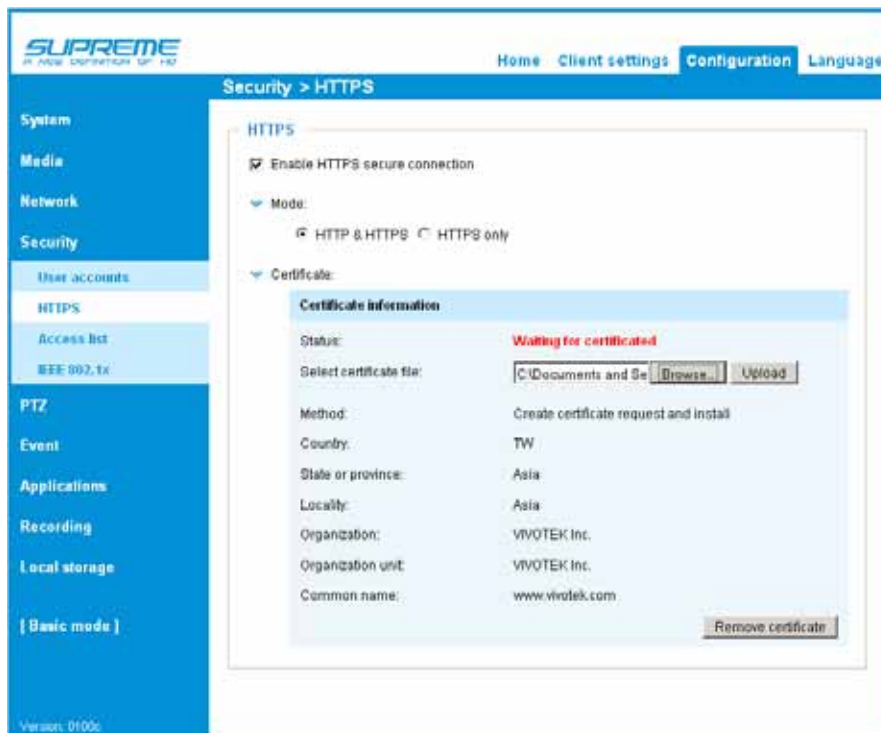 SUPREME
A NEW DEFINITION OF HD
Home Client settings Configuration Language
Security > HTTPS
System
Media
Network
Security
User accounts
HTTPS
Access list
IEEE 802.1x
PTZ
Event
Applications
Recording
Local storage
[ Basic mode ]
Version: 0100c
HTTPS
Enable HTTPS secure connection
Mode:
HTTP & HTTPS HTTPS only
Certificate:
Certificate information
Status: Waiting for certificated
Select certificate file: C:\Documents and Se Browse... Upload
Method: Create certificate request and install
Country: TW
State or province: Asia
Locality: Asia
Organization: VIVOTEK Inc.
Organization unit: VIVOTEK Inc.
Common name: www.vivotek.com
Remove certificate